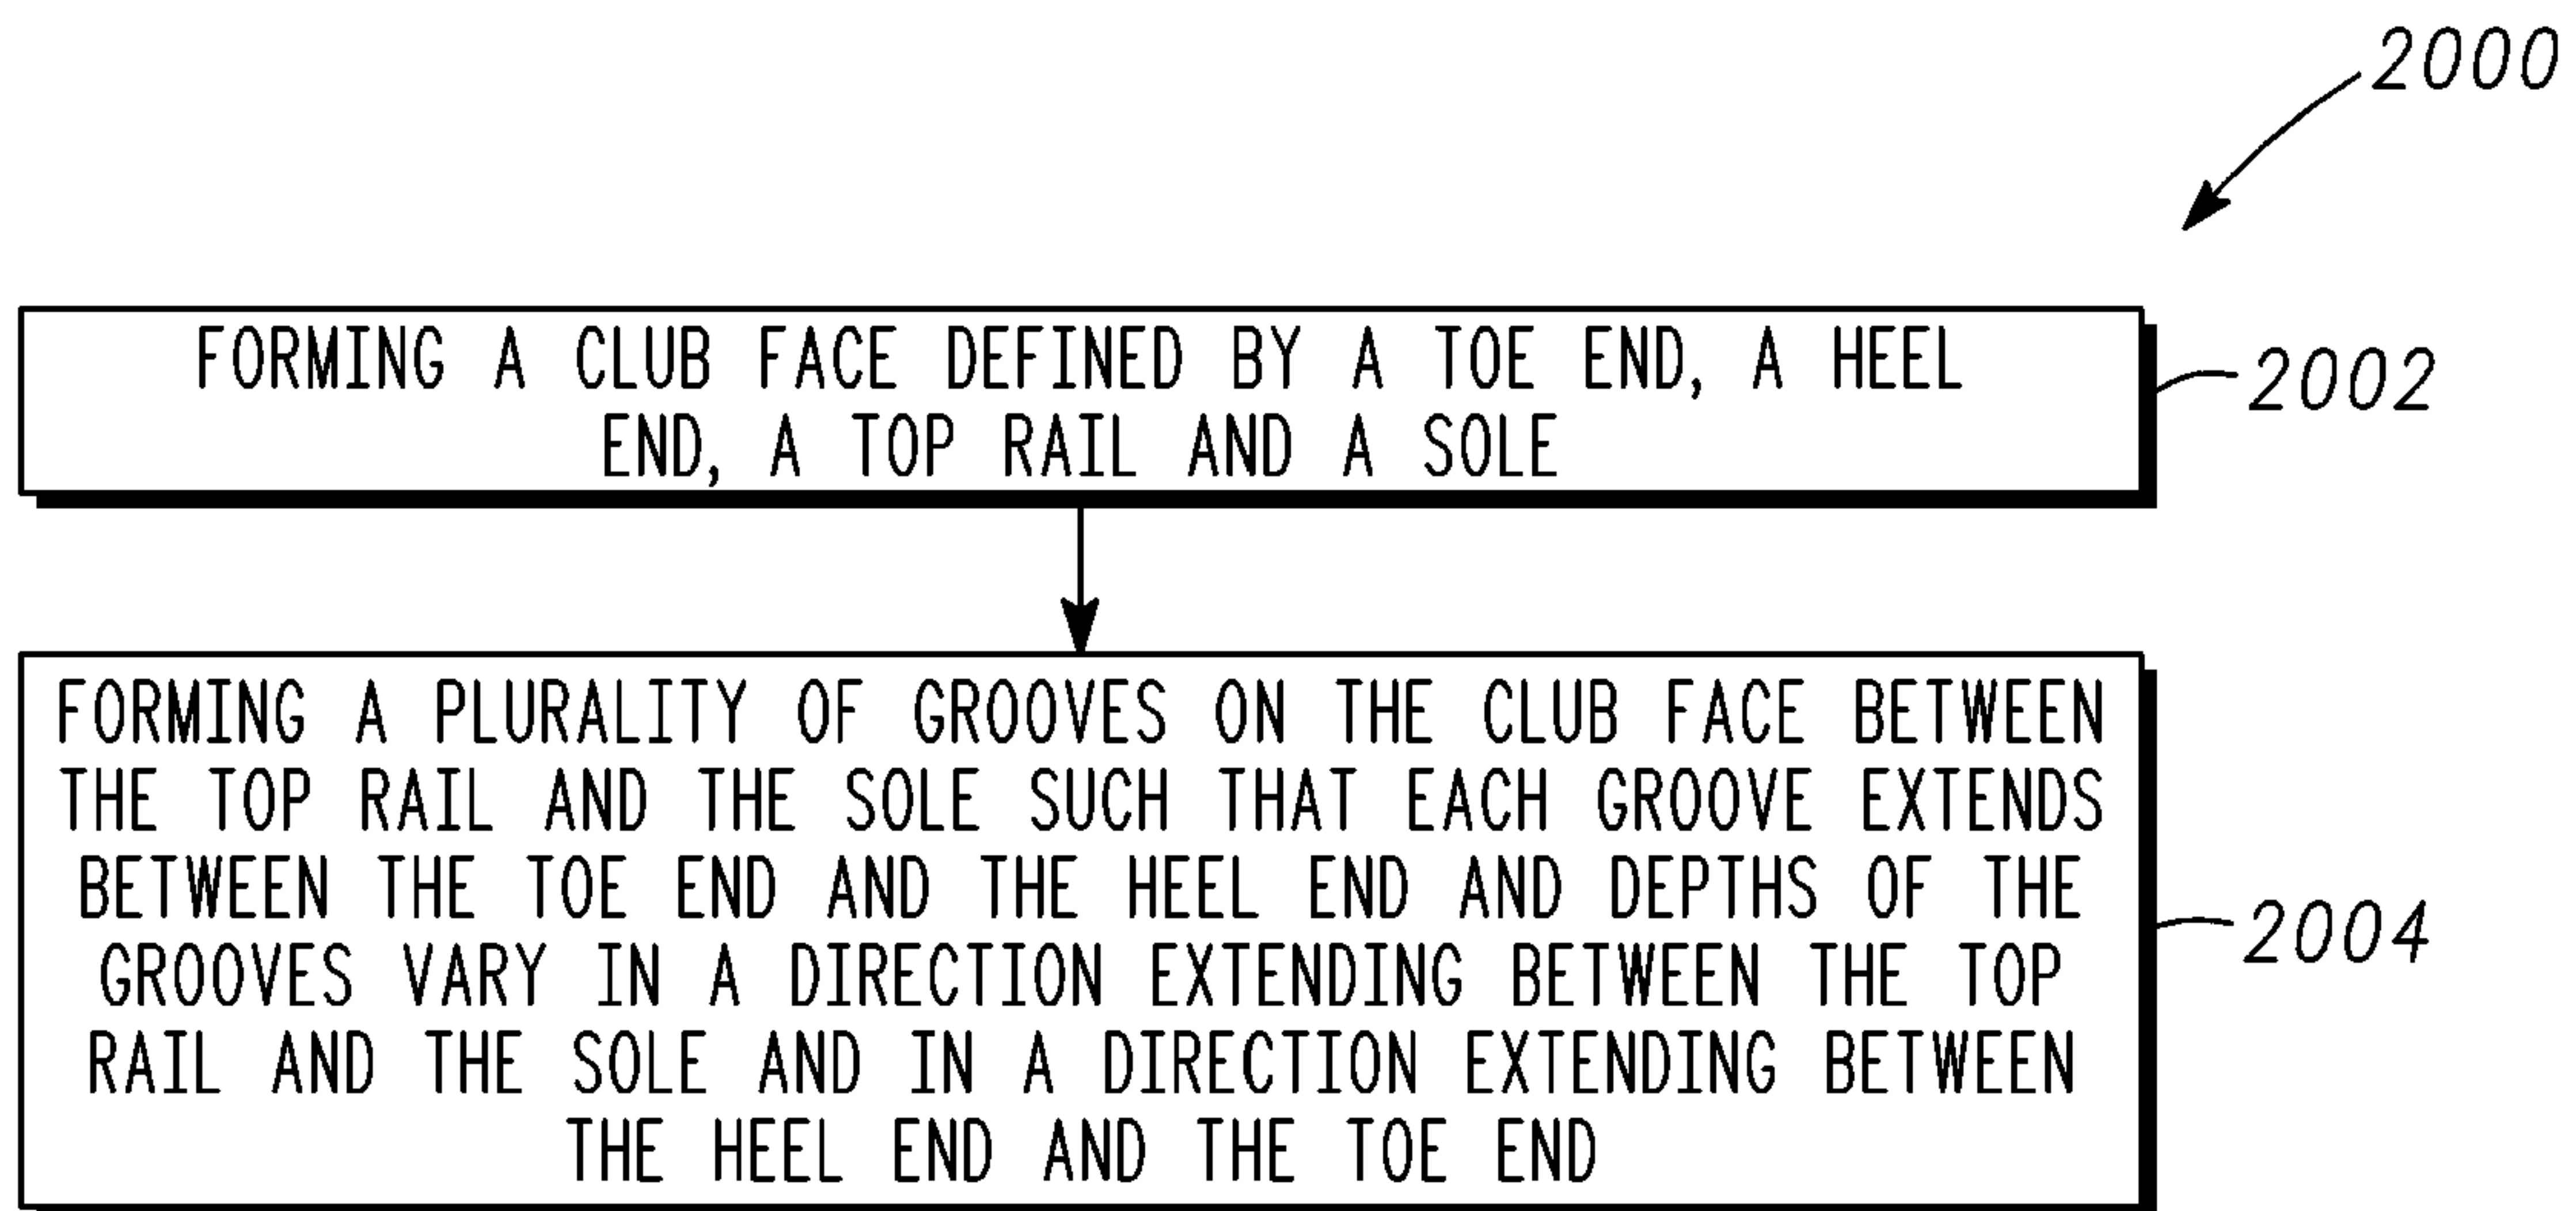 2000
FORMING A CLUB FACE DEFINED BY A TOE END, A HEEL
END, A TOP RAIL AND A SOLE
2002
FORMING A PLURALITY OF GROOVES ON THE CLUB FACE BETWEEN
THE TOP RAIL AND THE SOLE SUCH THAT EACH GROOVE EXTENDS
BETWEEN THE TOE END AND THE HEEL END AND DEPTHS OF THE
GROOVES VARY IN A DIRECTION EXTENDING BETWEEN THE TOP
RAIL AND THE SOLE AND IN A DIRECTION EXTENDING BETWEEN
THE HEEL END AND THE TOE END
2004